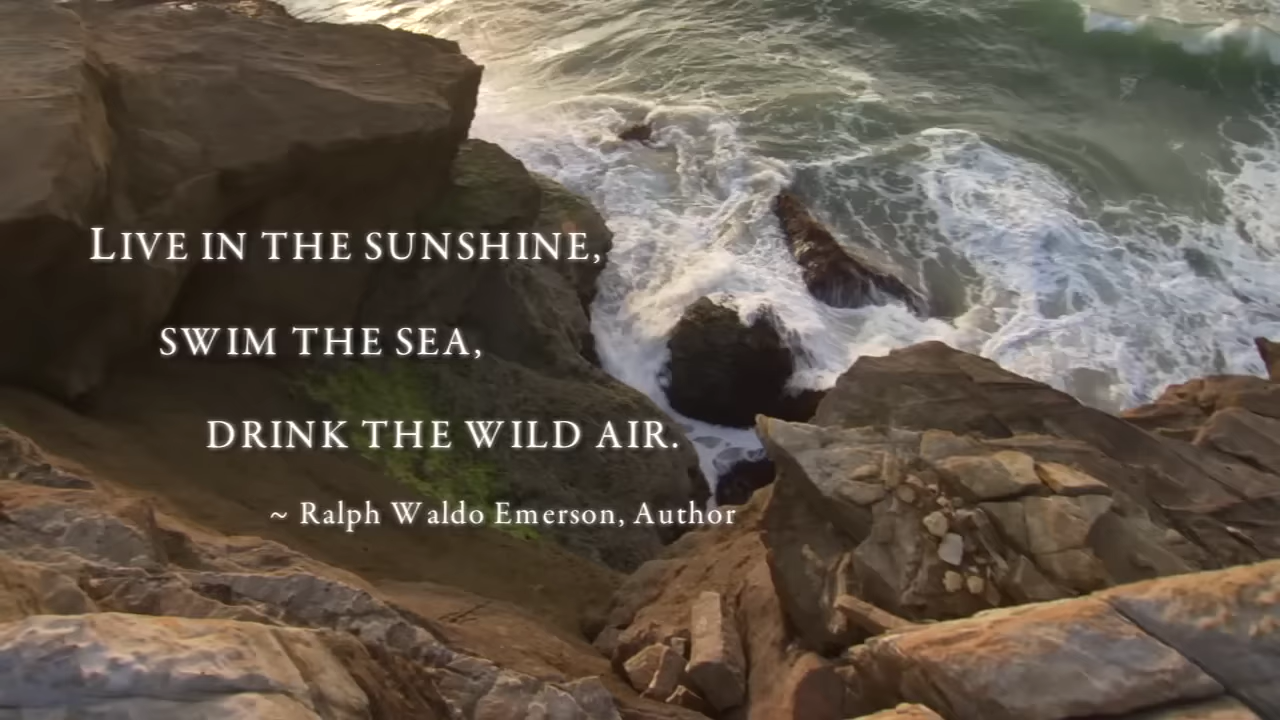 Live in the sunshine,
swim the sea,
drink the wild air.
~ Ralph Waldo Emerson, Author